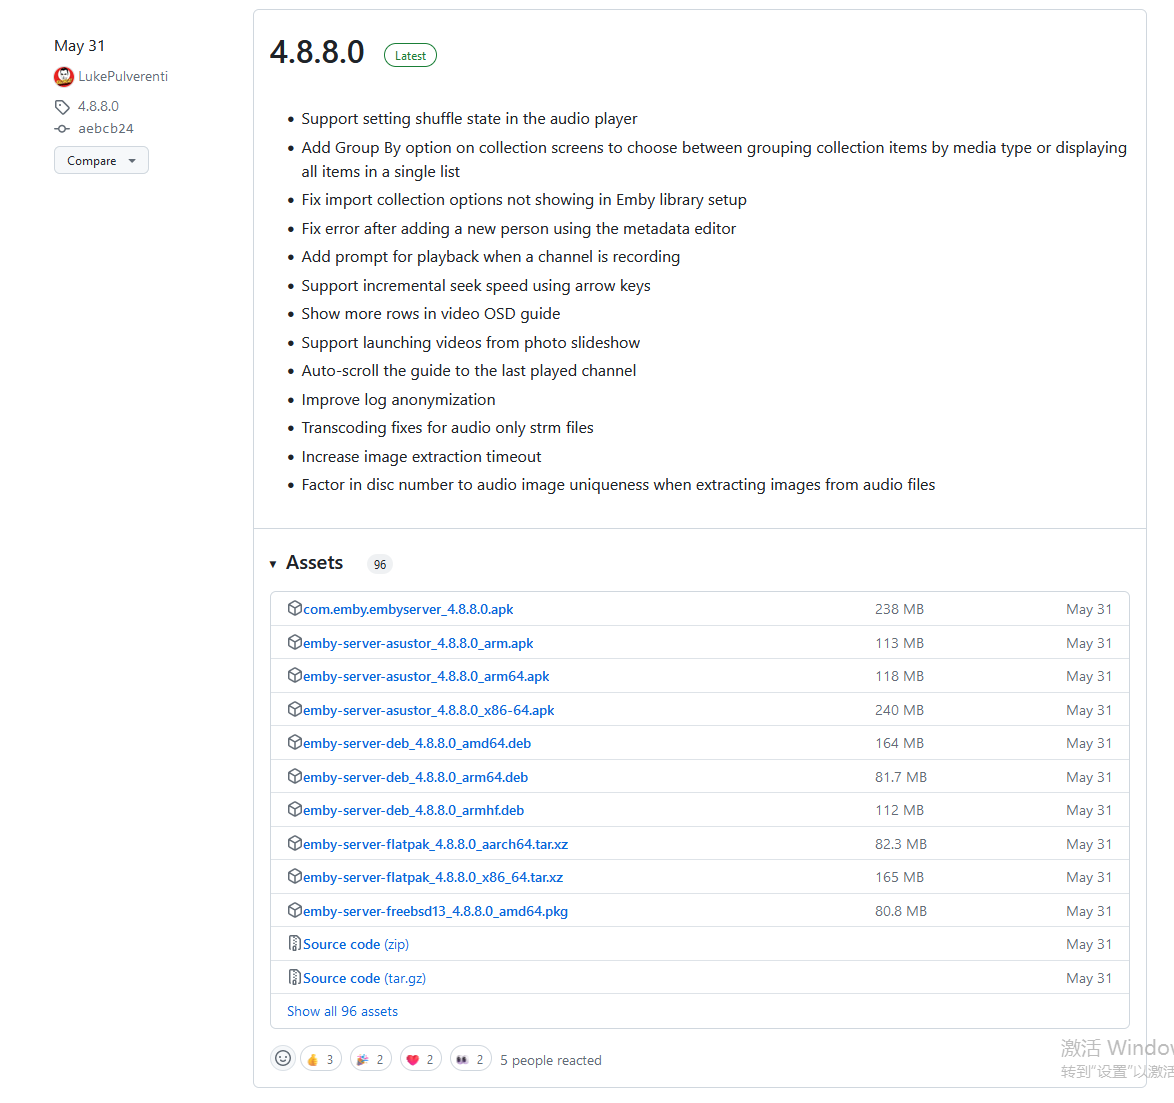 May 31
LukePulverenti
4.8.8.0
aebcb24
Compare
4.8.8.0 Latest
Support setting shuffle state in the audio player
Add Group By option on collection screens to choose between grouping collection items by media type or displaying
all items in a single list
Fix import collection options not showing in Emby library setup
Fix error after adding a new person using the metadata editor
Add prompt for playback when a channel is recording
Support incremental seek speed using arrow keys
Show more rows in video OSD guide
Support launching videos from photo slideshow
Auto-scroll the guide to the last played channel
Improve log anonymization
Transcoding fixes for audio only strm files
Increase image extraction timeout
Factor in disc number to audio image uniqueness when extracting images from audio files
Assets 96
com.emby.embyserver_4.8.8.0.apk 238 MB May 31
emby-server-asustor_4.8.8.0_arm.apk 113 MB May 31
emby-server-asustor_4.8.8.0_arm64.apk 118 MB May 31
emby-server-asustor_4.8.8.0_x86-64.apk 240 MB May 31
emby-server-deb_4.8.8.0_amd64.deb 164 MB May 31
emby-server-deb_4.8.8.0_arm64.deb 81.7 MB May 31
emby-server-deb_4.8.8.0_armhf.deb 112 MB May 31
emby-server-flatpak_4.8.8.0_aarch64.tar.xz 82.3 MB May 31
emby-server-flatpak_4.8.8.0_x86_64.tar.xz 165 MB May 31
emby-server-freebsd13_4.8.8.0_amd64.pkg 80.8 MB May 31
Source code (zip) May 31
Source code (tar.gz) May 31
Show all 96 assets
3 2 2 2 5 people reacted
激活 Windo
转到“设置”以激活